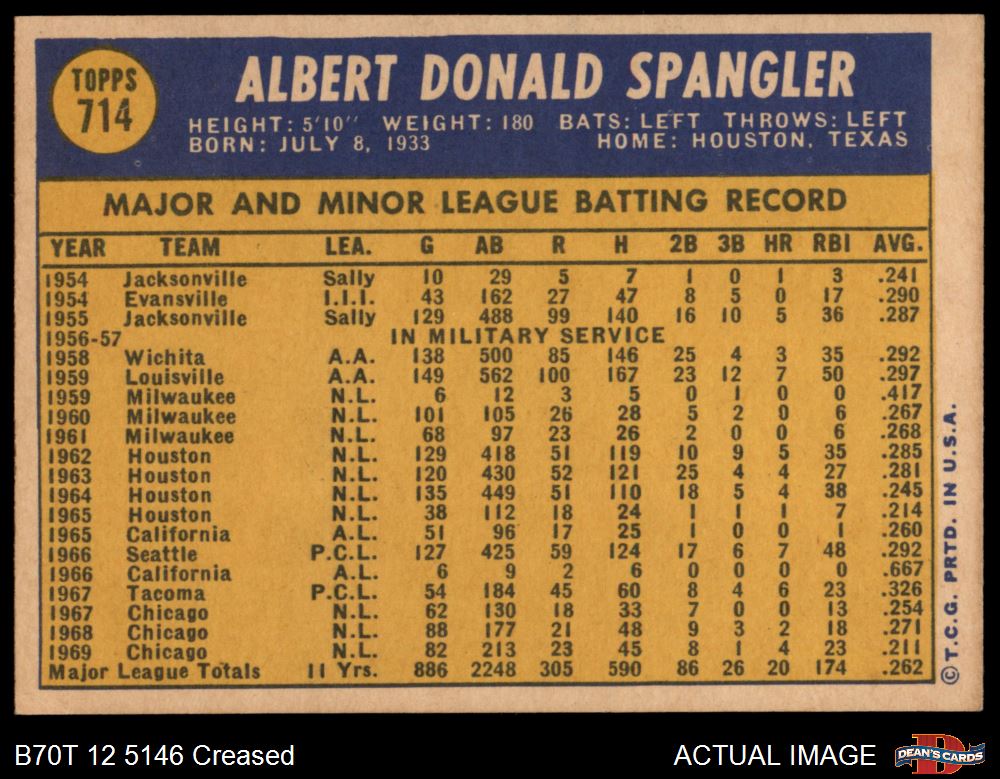 TOPPS
714
ALBERT DONALD SPANGLER
HEIGHT: 5'10" WEIGHT: 180 BATS: LEFT THROWS: LEFT
BORN: JULY 8, 1933 HOME: HOUSTON, TEXAS
MAJOR AND MINOR LEAGUE BATTING RECORD
YEAR TEAM LEA. G AB R H 2B 3B HR RBI AVG.
1954 Jacksonville Sally 10 29 5 7 1 0 1 3 .241
1954 Evansville I.I.I. 43 162 27 47 8 5 0 17 .290
1955 Jacksonville Sally 129 488 99 140 16 10 5 36 .287
1956-57 IN MILITARY SERVICE
1958 Wichita A.A. 138 500 85 146 25 4 3 35 .292
1959 Louisville A.A. 149 562 100 167 23 12 7 50 .297
1959 Milwaukee N.L. 6 12 3 5 0 1 0 0 .417
1960 Milwaukee N.L. 101 105 26 28 5 2 0 6 .267
1961 Milwaukee N.L. 68 97 23 26 2 0 0 6 .268
1962 Houston N.L. 129 418 51 119 10 9 5 35 .285
1963 Houston N.L. 120 430 52 121 25 4 4 27 .281
1964 Houston N.L. 135 449 51 110 18 5 4 38 .245
1965 Houston N.L. 38 112 18 24 1 1 1 7 .214
1965 California A.L. 51 96 17 25 1 0 0 1 .260
1966 Seattle P.C.L. 127 425 59 124 17 6 7 48 .292
1966 California A.L. 6 9 2 6 0 0 0 0 .667
1967 Tacoma P.C.L. 54 184 45 60 8 4 6 23 .326
1967 Chicago N.L. 62 130 18 33 7 0 0 13 .254
1968 Chicago N.L. 88 177 21 48 9 3 2 18 .271
1969 Chicago N.L. 82 213 23 45 8 1 4 23 .211
Major League Totals 11 Yrs. 886 2248 305 590 86 26 20 174 .262
© T.C.G. PRTD. IN U.S.A.
B70T 12 5146 Creased
ACTUAL IMAGE
D
DEAN'S CARDS